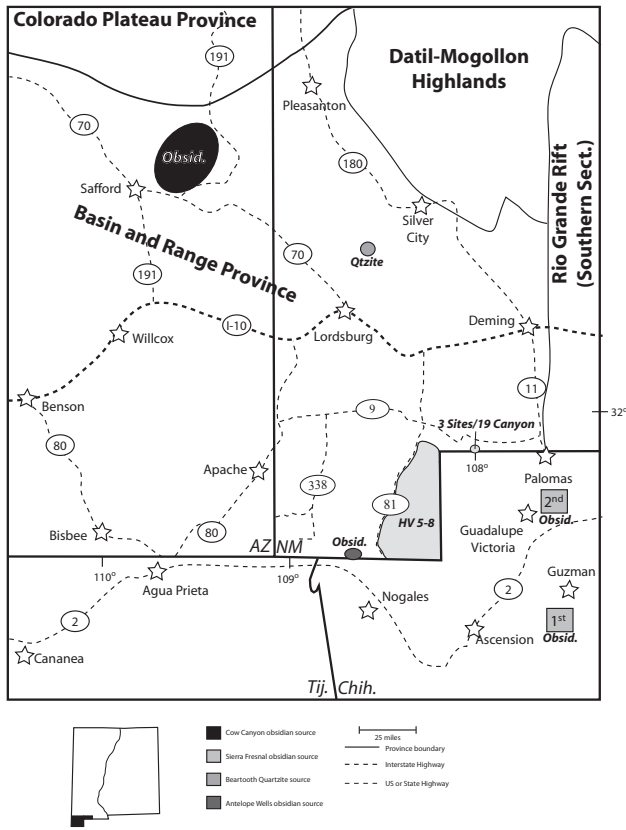 Colorado Plateau Province
191
Datil-Mogollon
Highlands
Pleasanton
70
Obsid.
180
Safford
Silver
City
Rio Grande Rift
(Southern Sect.)
Basin and Range Province
Qtzite
70
191
I-10
Lordsburg
Deming
Willcox
11
Benson
9
3 Sites/19 Canyon
32º
80
108º
Apache
338
Palomas
81
2nd
HV 5-8
Obsid.
Bisbee
80
AZ
NM
Obsid.
Guadalupe
Victoria
110º
109º
Guzman
Agua Prieta
2
Nogales
1st
2
Ascension
Obsid.
Cananea
Tij.
Chih.
Cow Canyon obsidian source
Sierra Fresnal obsidian source
Beartooth Quartzite source
Antelope Wells obsidian source
25 miles
Province boundary
Interstate Highway
US or State Highway